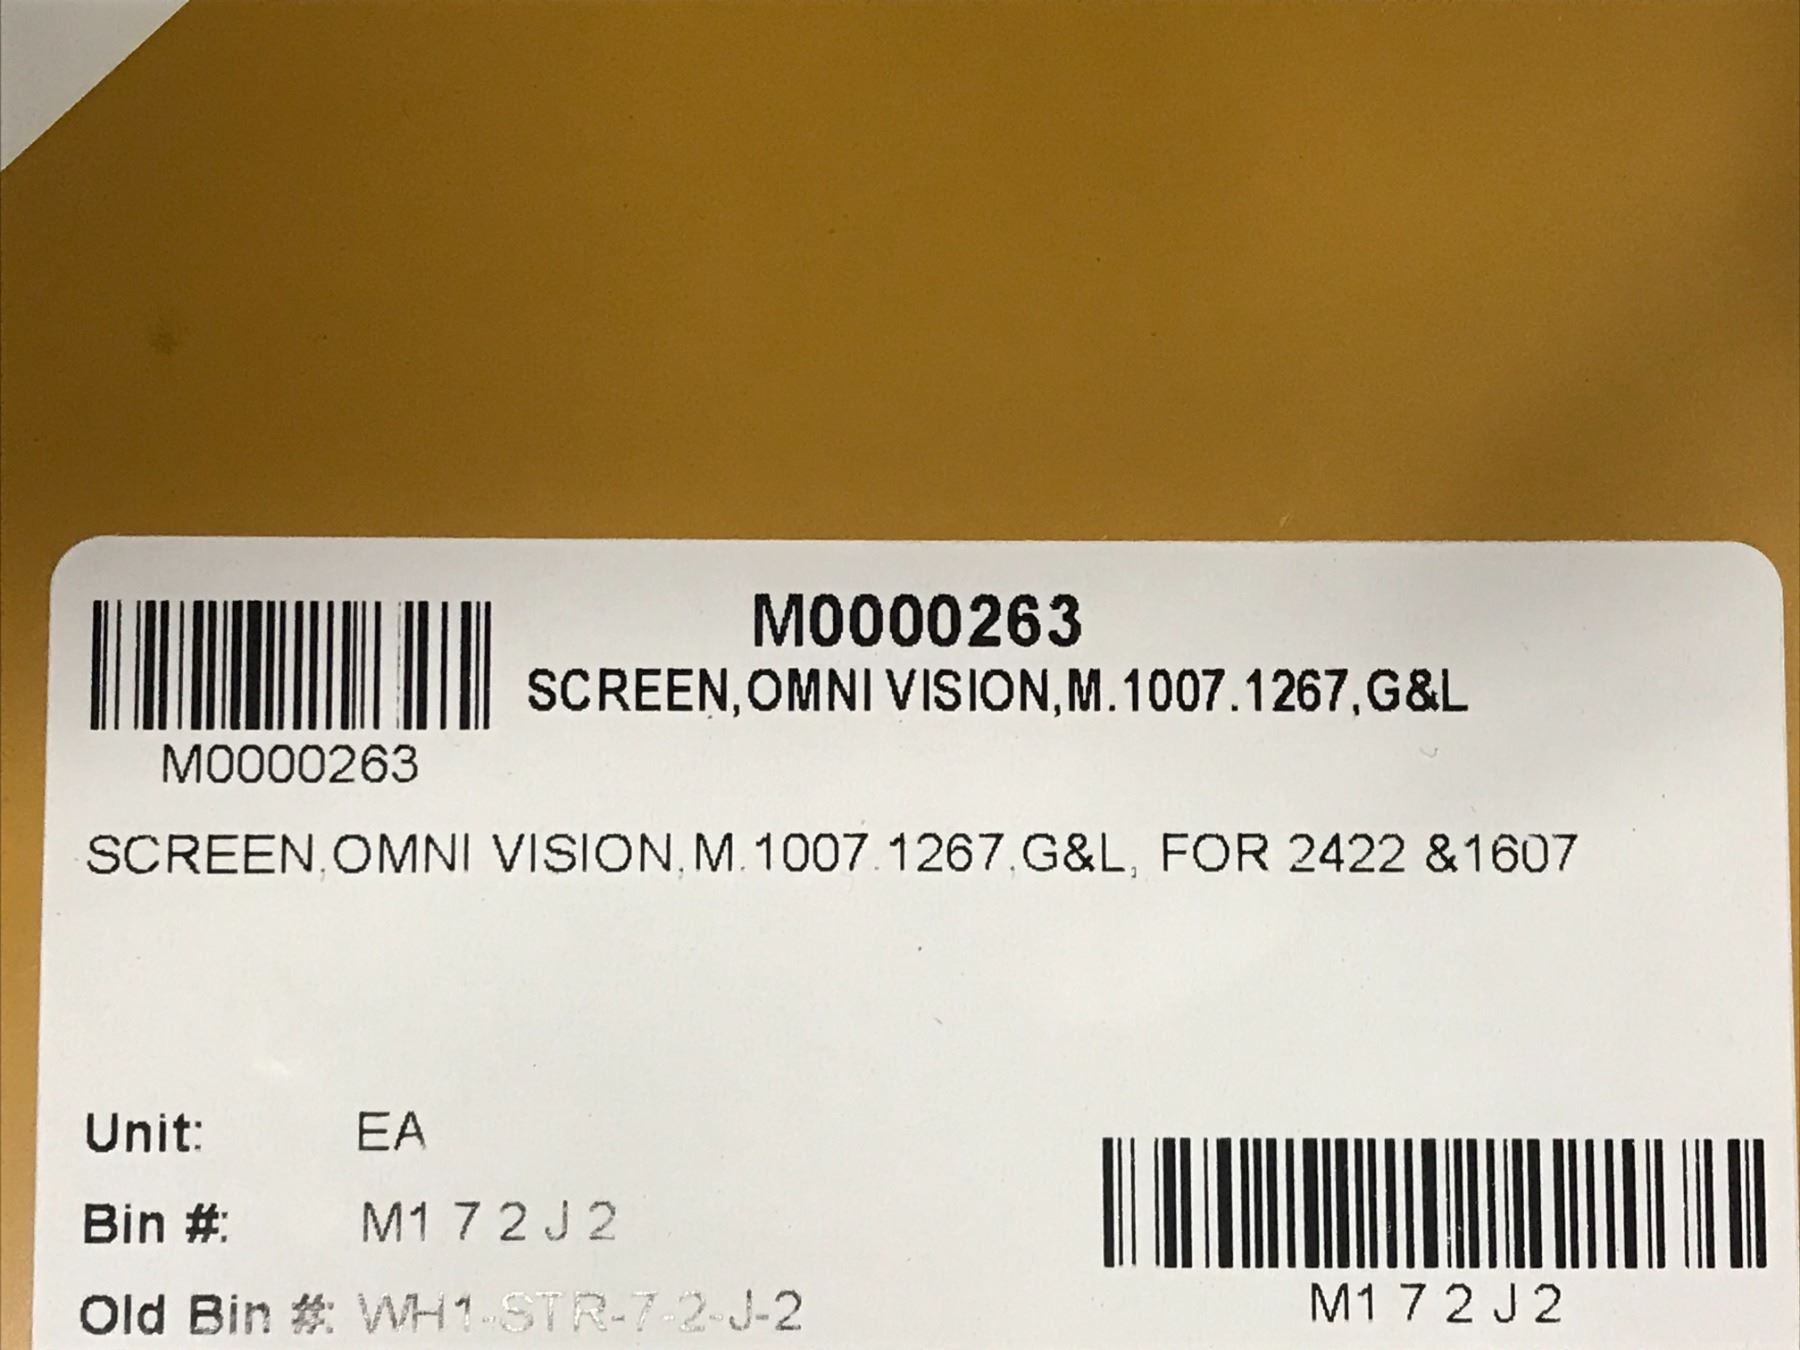 M0000263
SCREEN,OMNI VISION,M.1007.1267,G&L
M0000263
SCREEN,OMNI VISION,M.1007.1267,G&L, FOR 2422 &1607
Unit: EA
Bin #: M1 7 2 J 2
Old Bin #: WH1-STR-7-2-J-2
M1 7 2 J 2